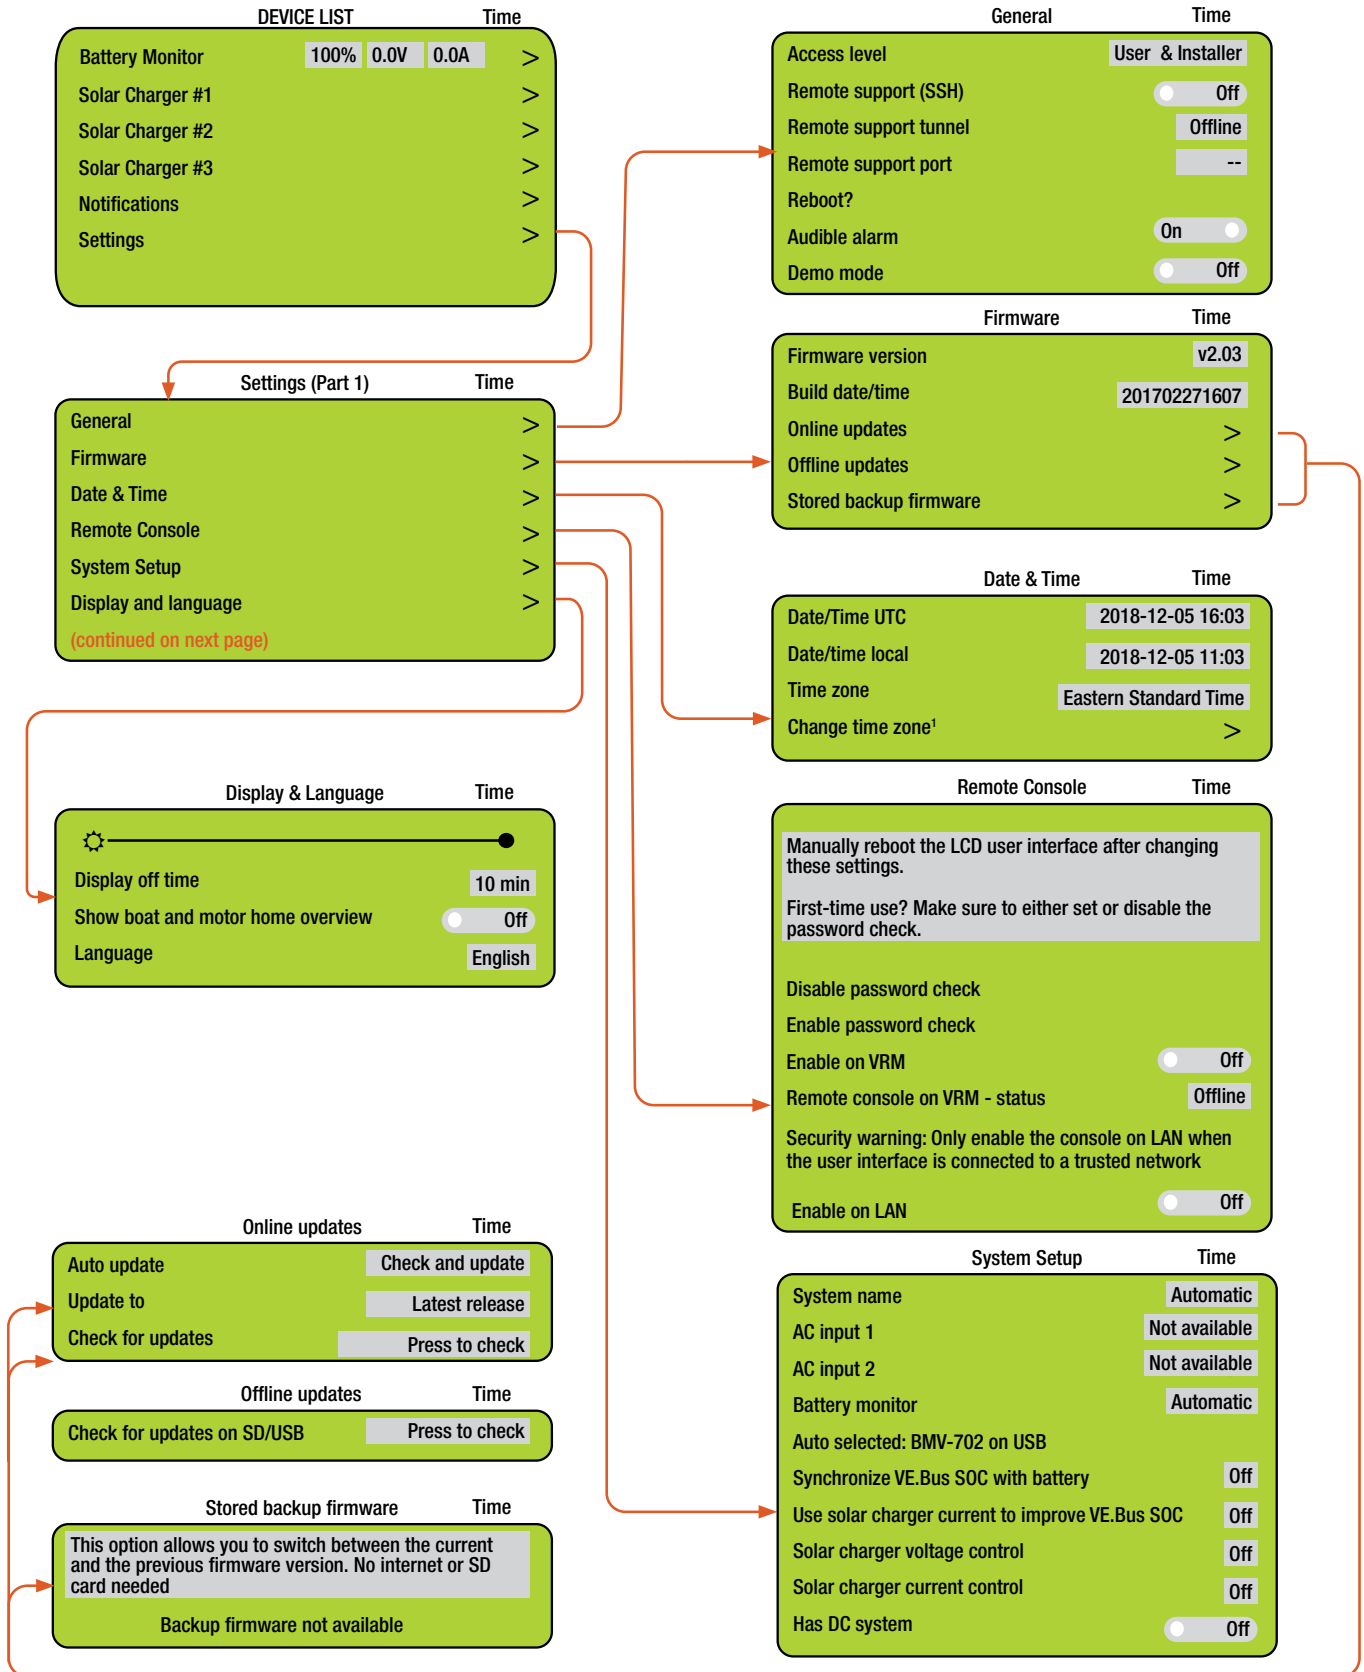 DEVICE LIST Time
Battery Monitor 100% 0.0V 0.0A >
Solar Charger #1 >
Solar Charger #2 >
Solar Charger #3 >
Notifications >
Settings >
Settings (Part 1) Time
General >
Firmware >
Date & Time >
Remote Console >
System Setup >
Display and language >
(continued on next page)
Display & Language Time
Display off time 10 min
Show boat and motor home overview Off
Language English
Online updates Time
Auto update Check and update
Update to Latest release
Check for updates Press to check
Offline updates Time
Check for updates on SD/USB Press to check
Stored backup firmware Time
This option allows you to switch between the current
and the previous firmware version. No internet or SD
card needed
Backup firmware not available
General Time
Access level User & Installer
Remote support (SSH) Off
Remote support tunnel Offline
Remote support port --
Reboot?
Audible alarm On
Demo mode Off
Firmware Time
Firmware version v2.03
Build date/time 201702271607
Online updates >
Offline updates >
Stored backup firmware >
Date & Time Time
Date/Time UTC 2018-12-05 16:03
Date/time local 2018-12-05 11:03
Time zone Eastern Standard Time
Change time zone¹ >
Remote Console Time
Manually reboot the LCD user interface after changing
these settings.
First-time use? Make sure to either set or disable the
password check.
Disable password check
Enable password check
Enable on VRM Off
Remote console on VRM - status Offline
Security warning: Only enable the console on LAN when
the user interface is connected to a trusted network
Enable on LAN Off
System Setup Time
System name Automatic
AC input 1 Not available
AC input 2 Not available
Battery monitor Automatic
Auto selected: BMV-702 on USB
Synchronize VE.Bus SOC with battery Off
Use solar charger current to improve VE.Bus SOC Off
Solar charger voltage control Off
Solar charger current control Off
Has DC system Off